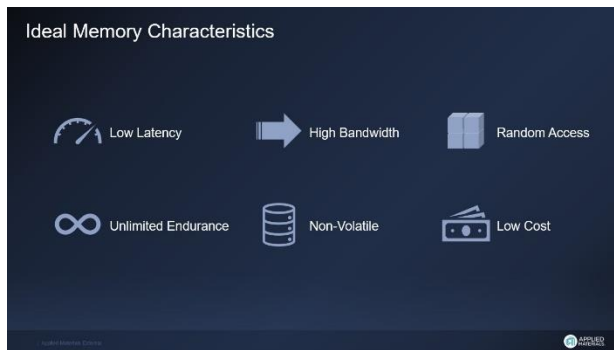 Ideal Memory Characteristics
Low Latency
High Bandwidth
Random Access
Unlimited Endurance
Non-Volatile
Low Cost
APPLIED
MATERIALS